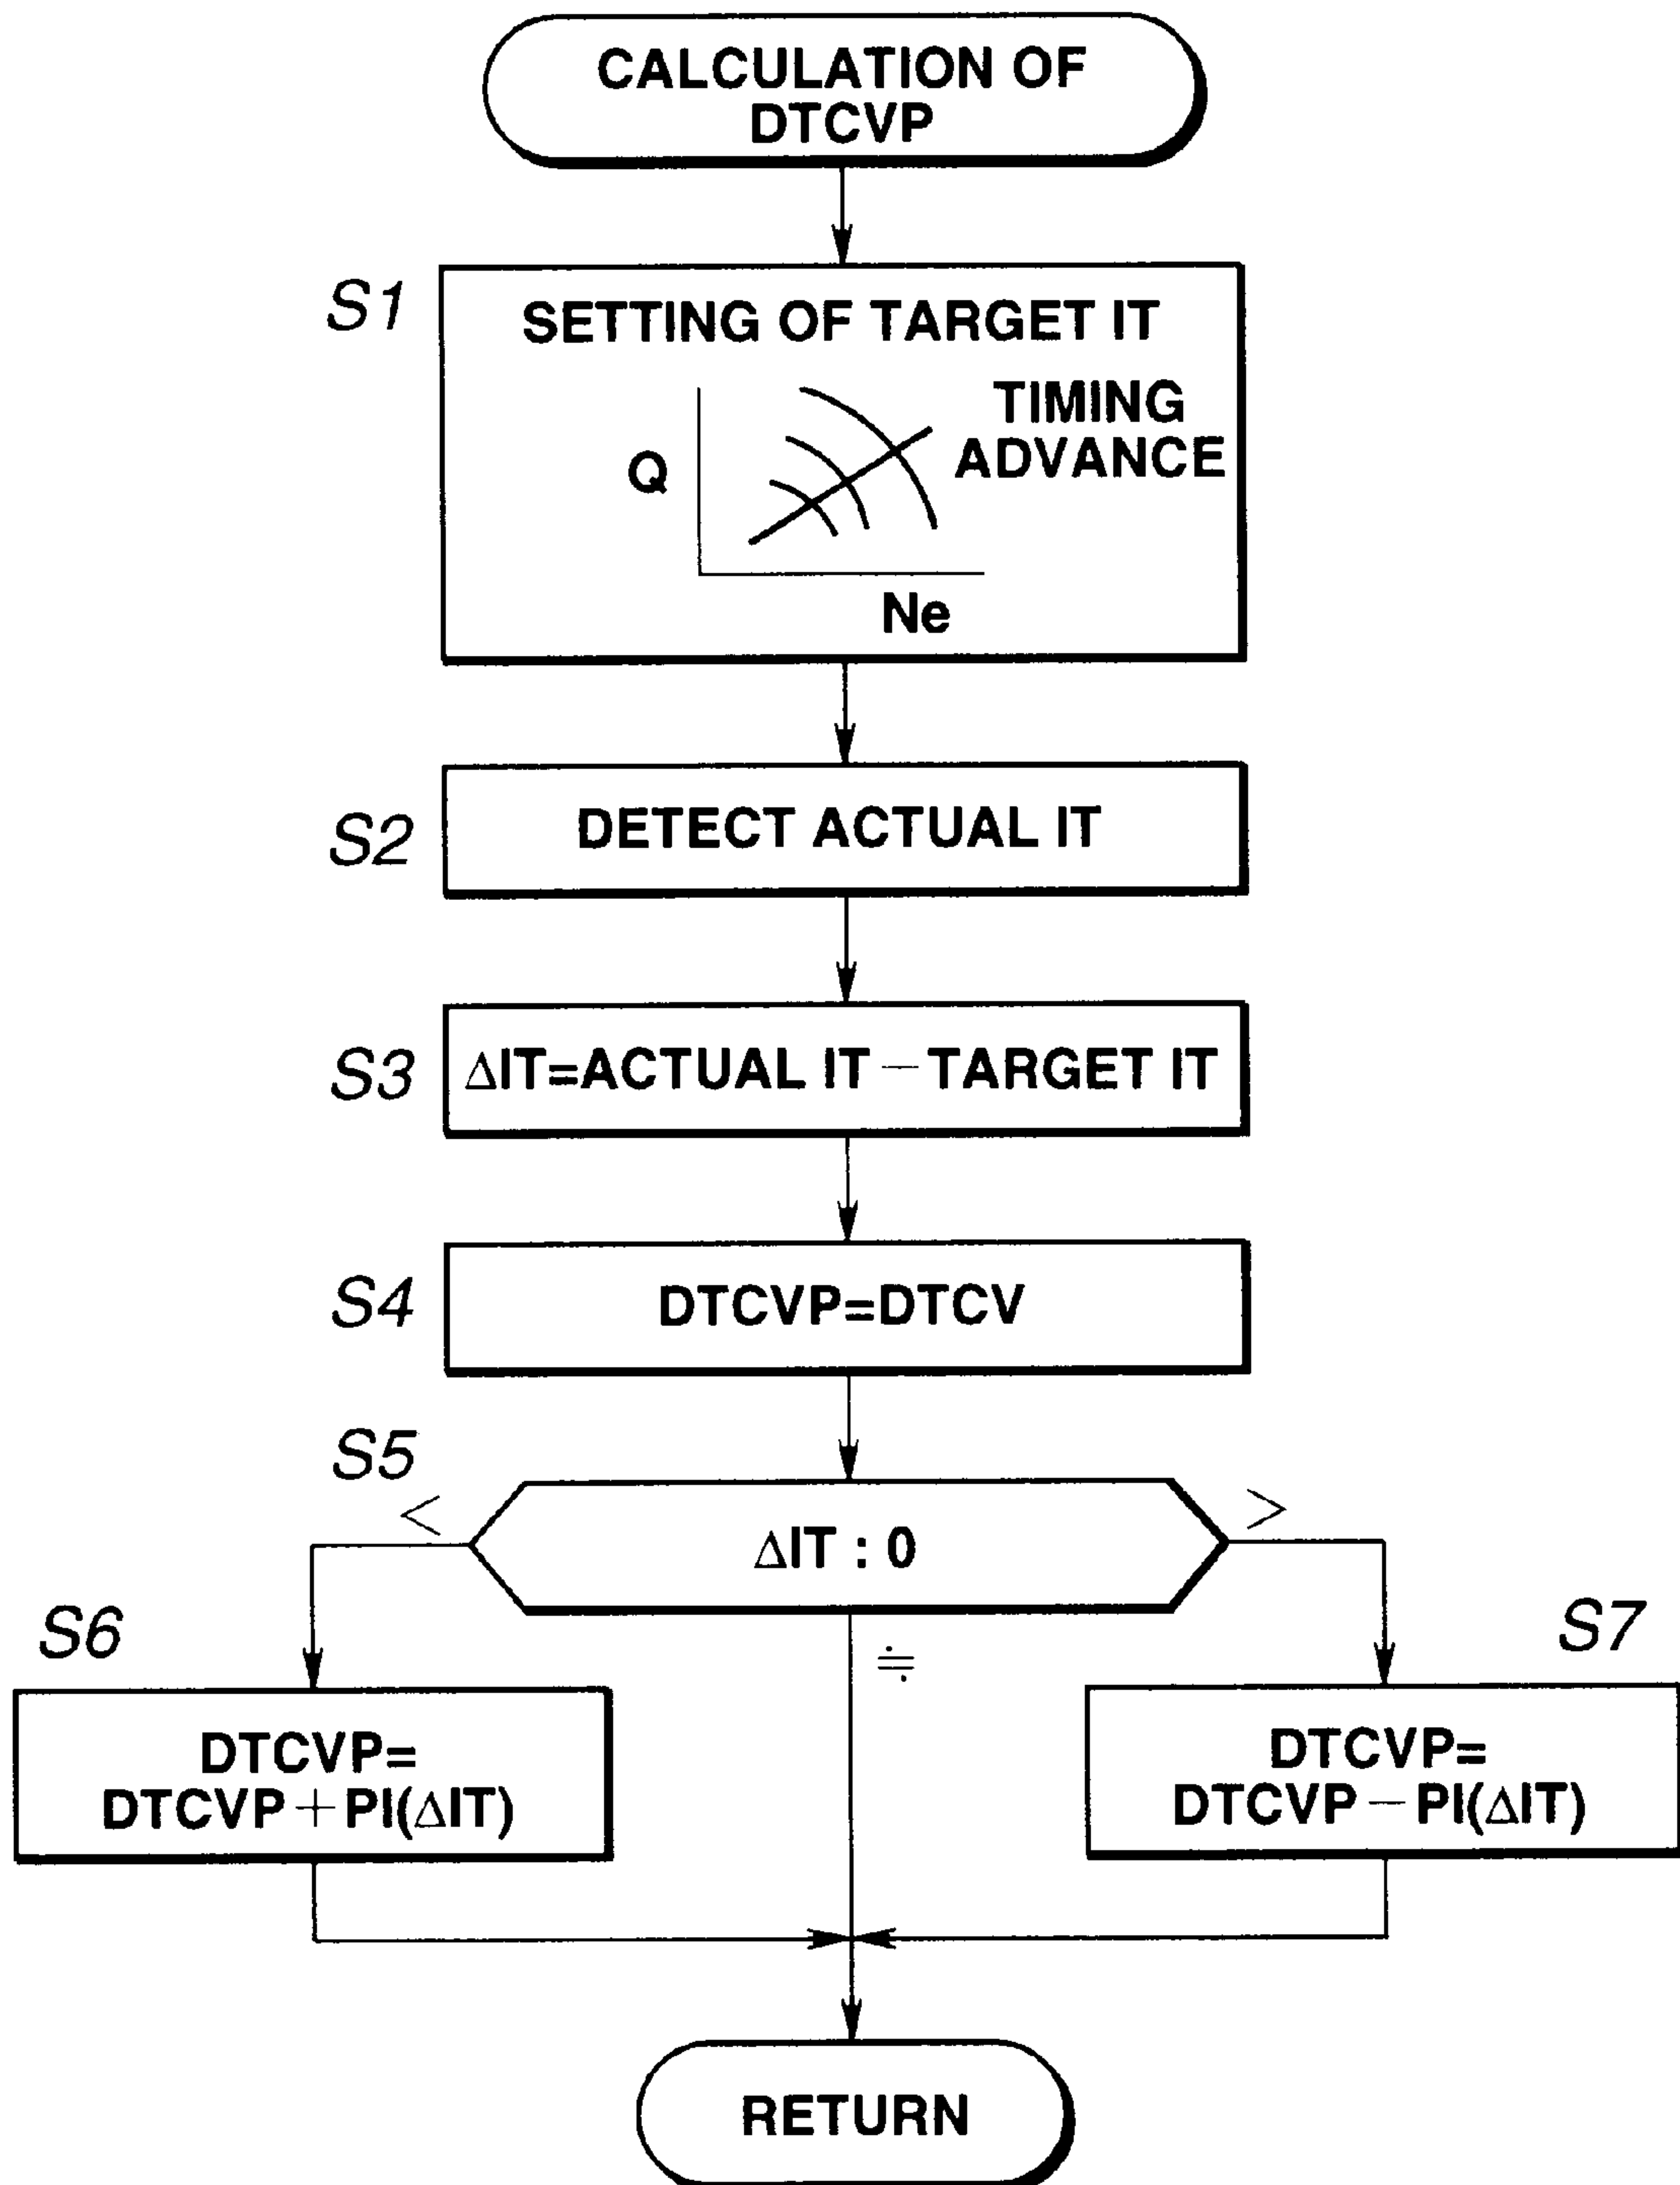 CALCULATION OF
DTCVP
S1
SETTING OF TARGET IT
TIMING
ADVANCE
Q
Ne
S2
DETECT ACTUAL IT
S3
ΔIT=ACTUAL IT－TARGET IT
S4
DTCVP=DTCV
S5
<
>
ΔIT : 0
≒
S6
DTCVP=
DTCVP＋PI(ΔIT)
S7
DTCVP=
DTCVP－PI(ΔIT)
RETURN